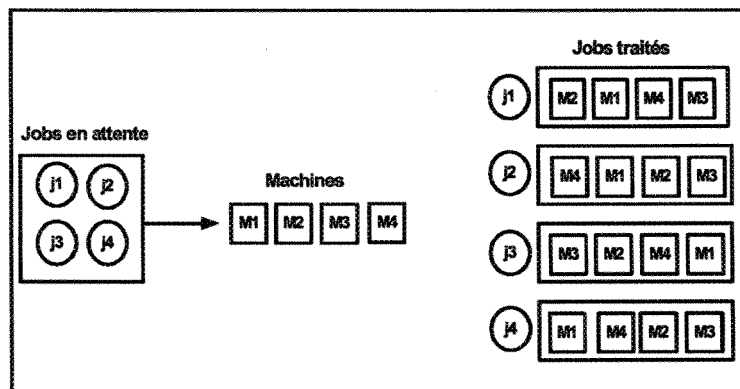 Jobs traités
j1 M2 M1 M4 M3
Jobs en attente
j1 j2
j3 j4
Machines
M1 M2 M3 M4
j2 M4 M1 M2 M3
j3 M3 M2 M4 M1
j4 M1 M4 M2 M3